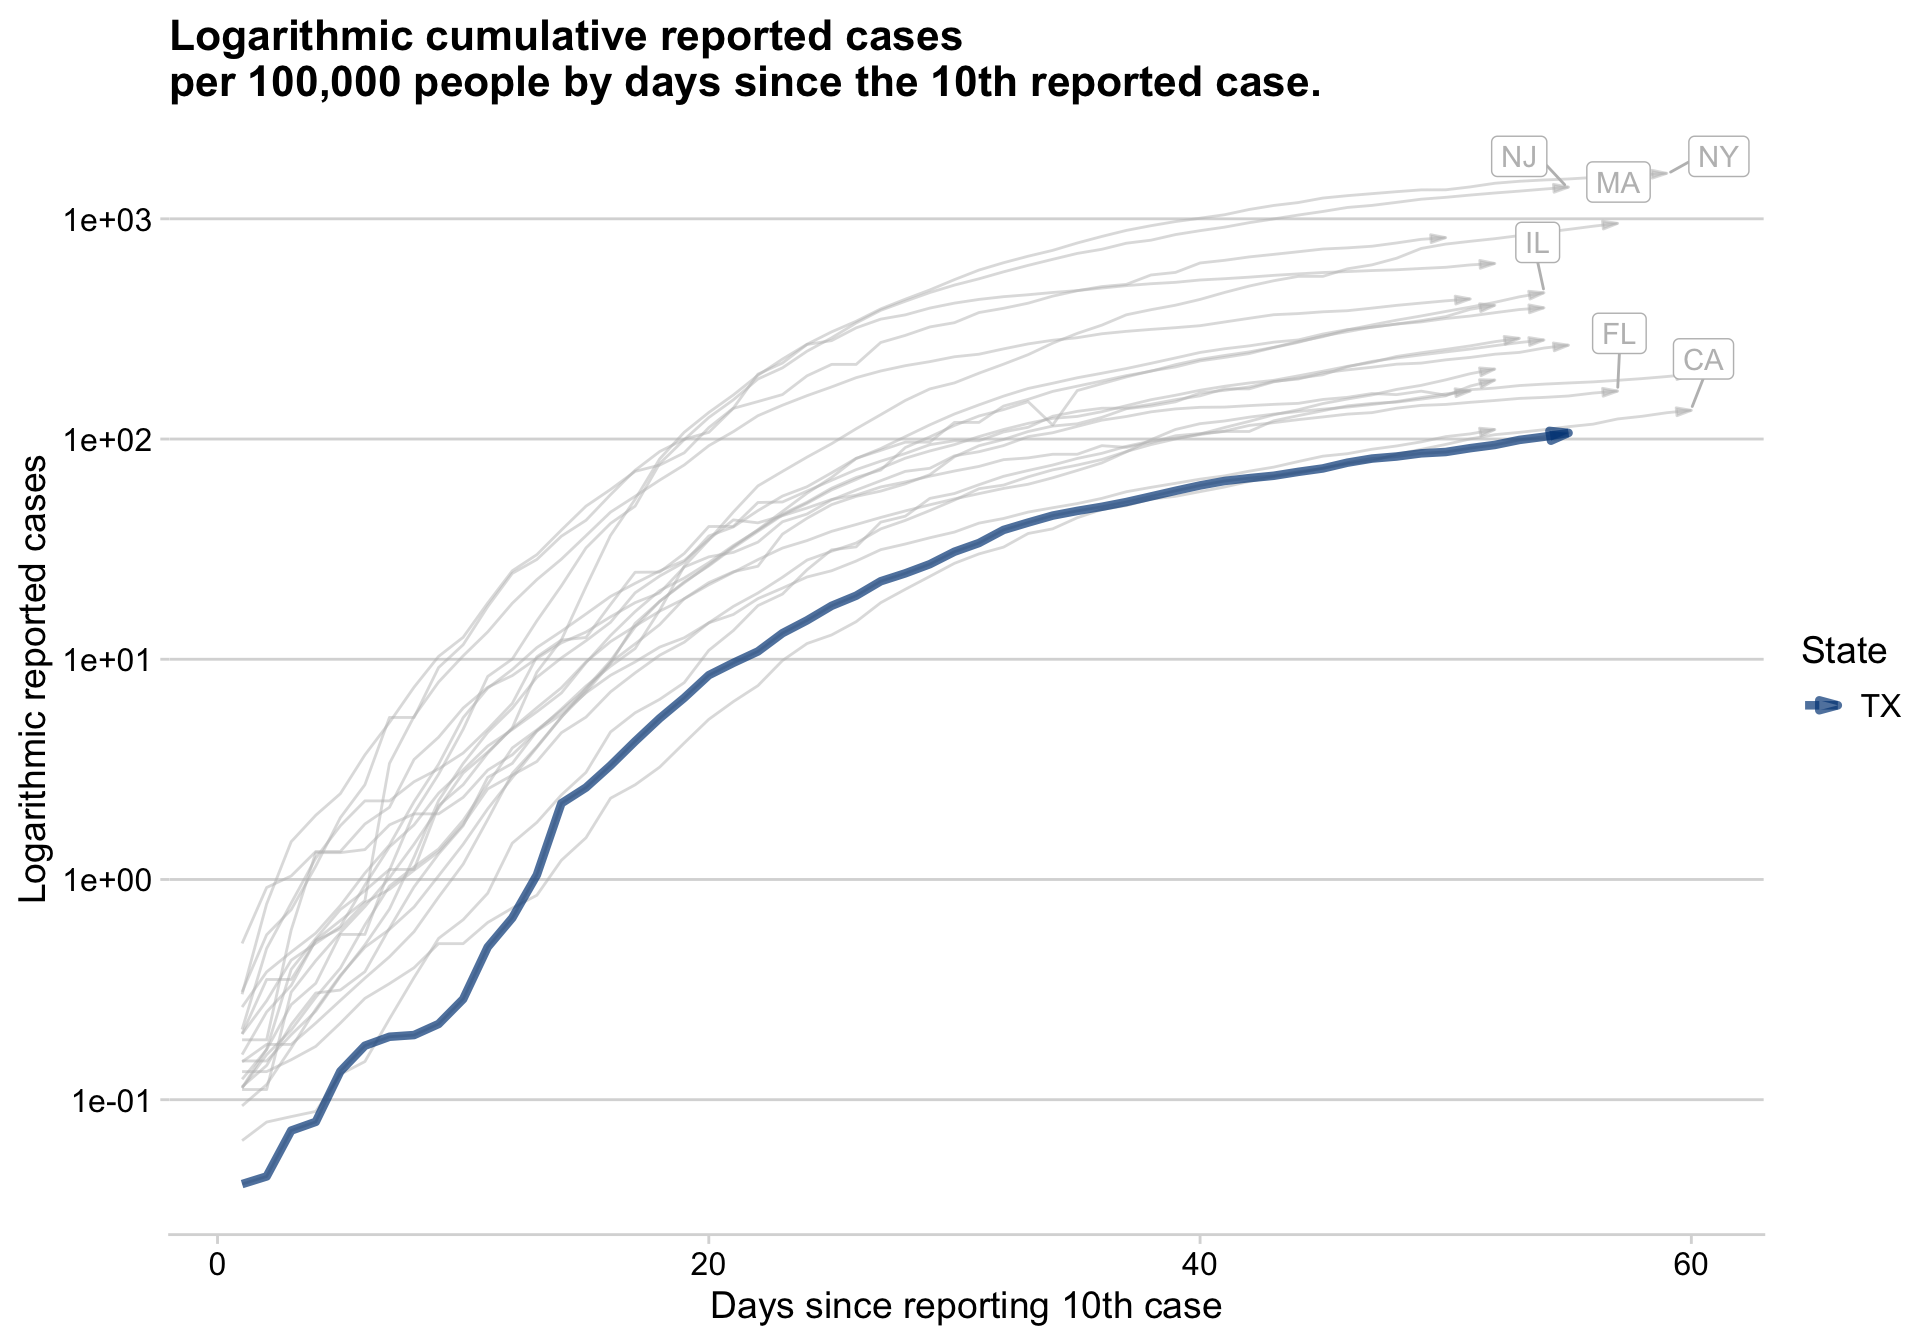 Logarithmic cumulative reported cases
per 100,000 people by days since the 10th reported case.
NJ
NY
MA
1e+03
IL
FL
CA
1e+02
Logarithmic reported cases
State
1e+01
TX
1e+00
1e-01
0
20
40
60
Days since reporting 10th case